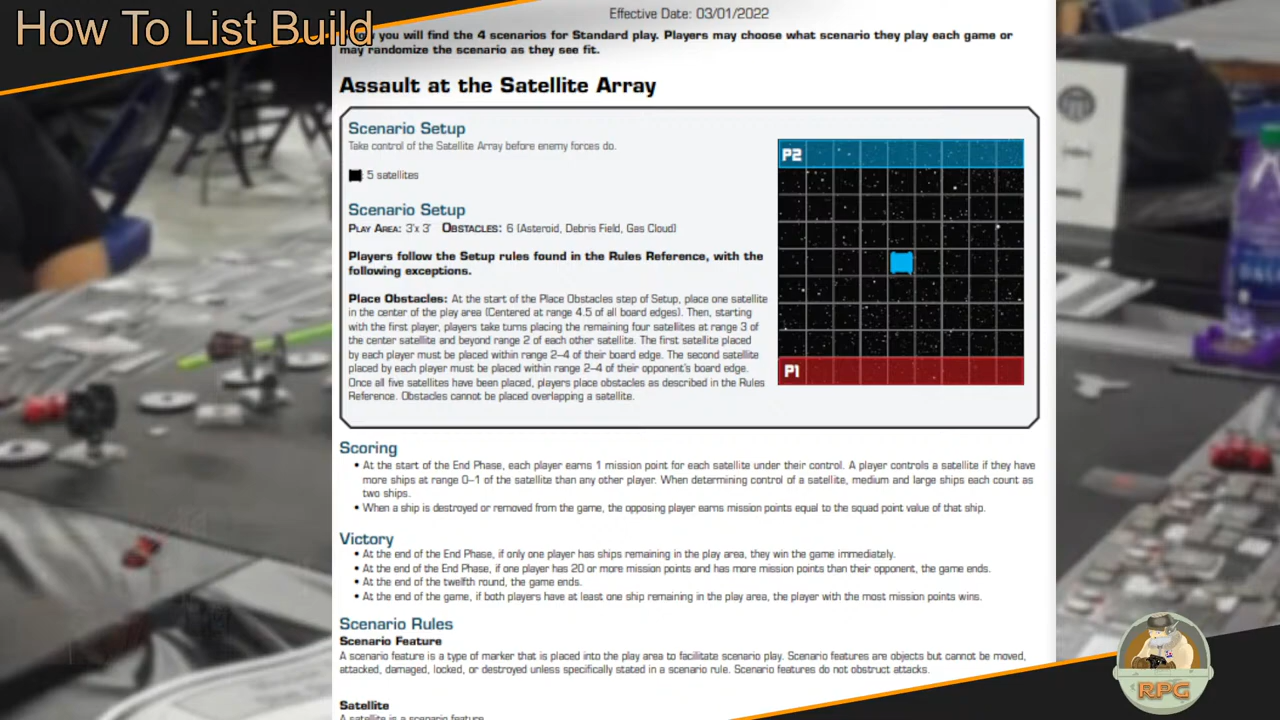 How To List Build
Effective Date: 03/01/2022
you will find the 4 scenarios for Standard play. Players may choose what scenario they play each game or
may randomize the scenario as they see fit.
Assault at the Satellite Array
Scenario Setup
Take control of the Satellite Array before enemy forces do.
5 satellites
Scenario Setup
PLAY AREA: 3'x 3' OBSTACLES: 6 (Asteroid, Debris Field, Gas Cloud)
Players follow the Setup rules found in the Rules Reference, with the
following exceptions.
Place Obstacles: At the start of the Place Obstacles step of Setup, place one satellite
in the center of the play area (Centered at range 4.5 of all board edges). Then, starting
with the first player, players take turns placing the remaining four satellites at range 3 of
the center satellite and beyond range 2 of each other satellite. The first satellite placed
by each player must be placed within range 2–4 of their board edge. The second satellite
placed by each player must be placed within range 2–4 of their opponent's board edge.
Once all five satellites have been placed, players place obstacles as described in the Rules
Reference. Obstacles cannot be placed overlapping a satellite.
P2
P1
Scoring
• At the start of the End Phase, each player earns 1 mission point for each satellite under their control. A player controls a satellite if they have
more ships at range 0–1 of the satellite than any other player. When determining control of a satellite, medium and large ships each count as
two ships.
• When a ship is destroyed or removed from the game, the opposing player earns mission points equal to the squad point value of that ship.
Victory
• At the end of the End Phase, if only one player has ships remaining in the play area, they win the game immediately.
• At the end of the End Phase, if one player has 20 or more mission points and has more mission points than their opponent, the game ends.
• At the end of the twelfth round, the game ends.
• At the end of the game, if both players have at least one ship remaining in the play area, the player with the most mission points wins.
Scenario Rules
Scenario Feature
A scenario feature is a type of marker that is placed into the play area to facilitate scenario play. Scenario features are objects but cannot be moved,
attacked, damaged, locked, or destroyed unless specifically stated in a scenario rule. Scenario features do not obstruct attacks.
Satellite
A satellite is a scenario feature
RPG